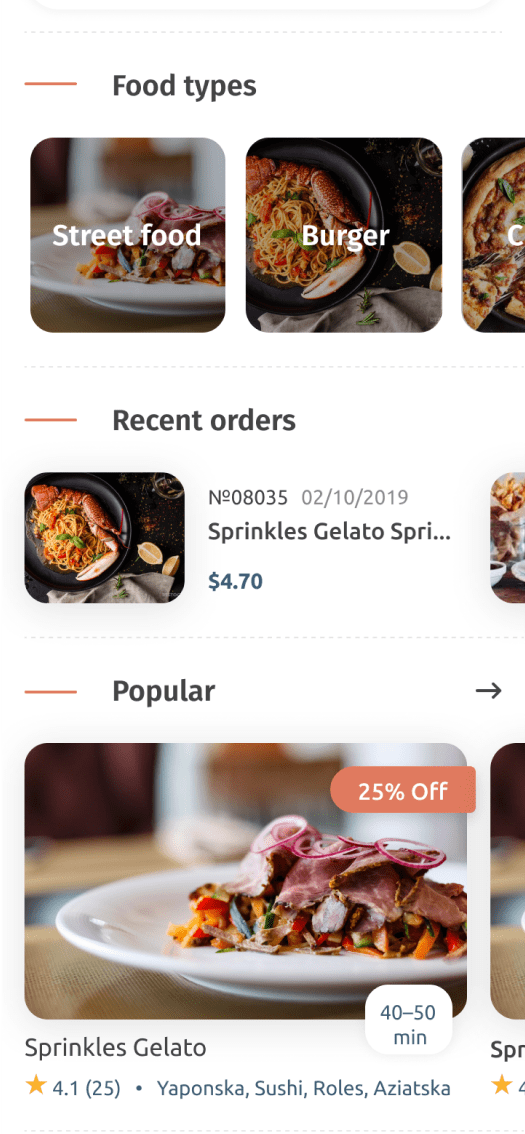 Food types
Street food
Burger
C
Recent orders
№08035 02/10/2019
Sprinkles Gelato Spri...
$4.70
Popular
25% Off
40–50
min
Sprinkles Gelato
Spr
4.1 (25) • Yaponska, Sushi, Roles, Aziatska
4